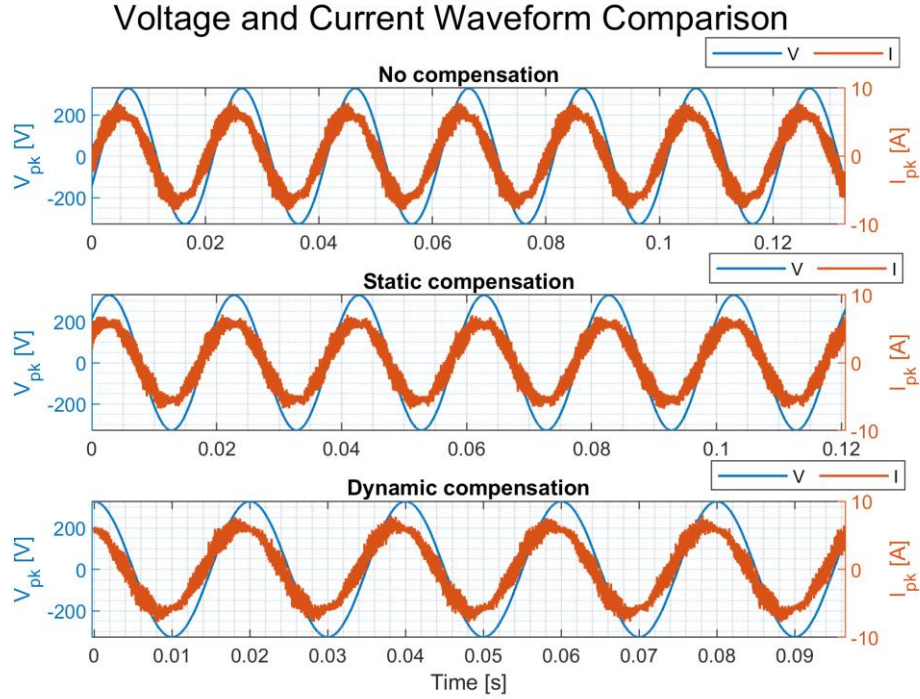 Voltage and Current Waveform Comparison
V I
No compensation
V_pk [V]
200
0
-200
10
0
-10
I_pk [A]
0 0.02 0.04 0.06 0.08 0.1 0.12
V I
Static compensation
V_pk [V]
200
0
-200
10
0
-10
I_pk [A]
0 0.02 0.04 0.06 0.08 0.1 0.12
V I
Dynamic compensation
V_pk [V]
200
0
-200
10
0
-10
I_pk [A]
0 0.01 0.02 0.03 0.04 0.05 0.06 0.07 0.08 0.09
Time [s]